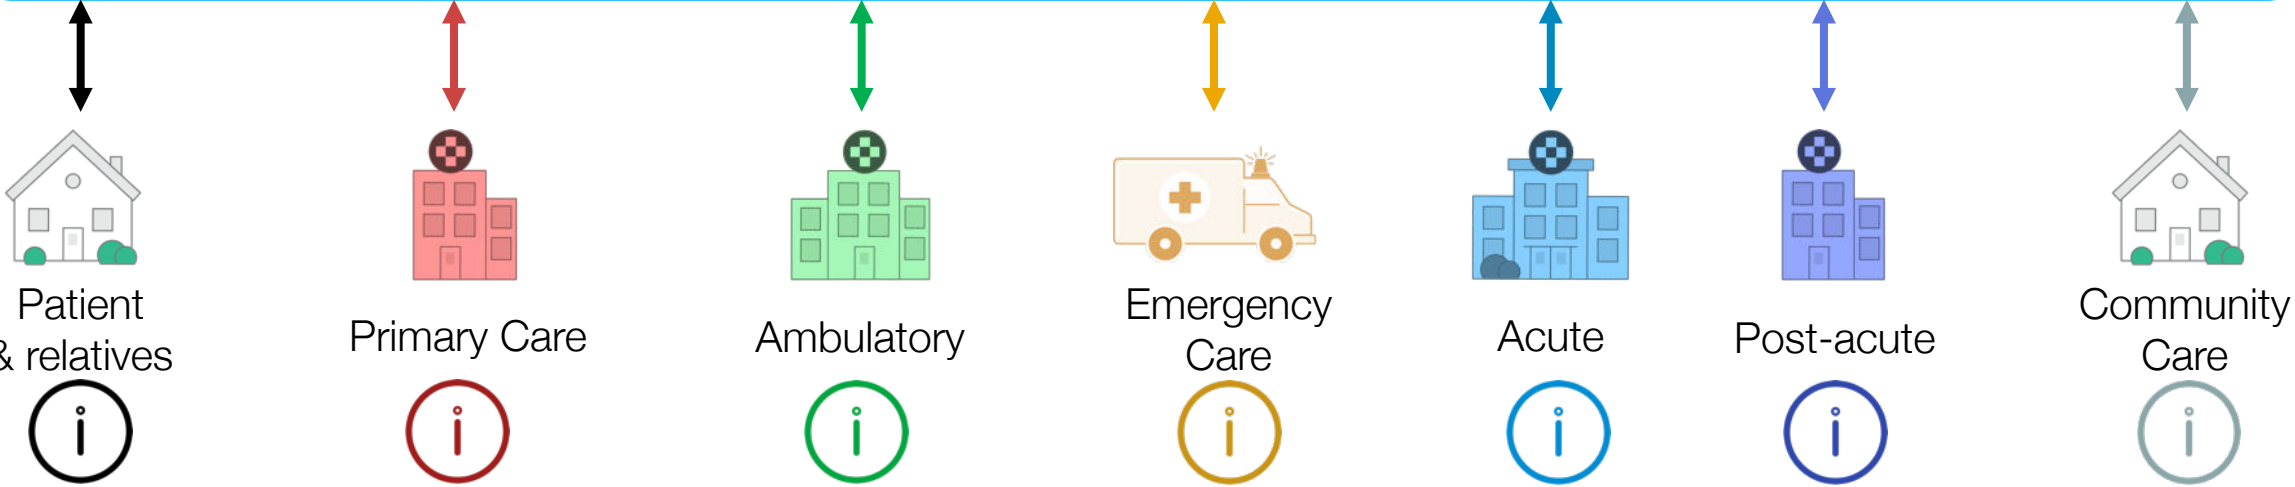 Patient
& relatives
Primary Care
Ambulatory
Emergency
Care
Acute
Post-acute
Community
Care
i
i
i
i
i
i
i